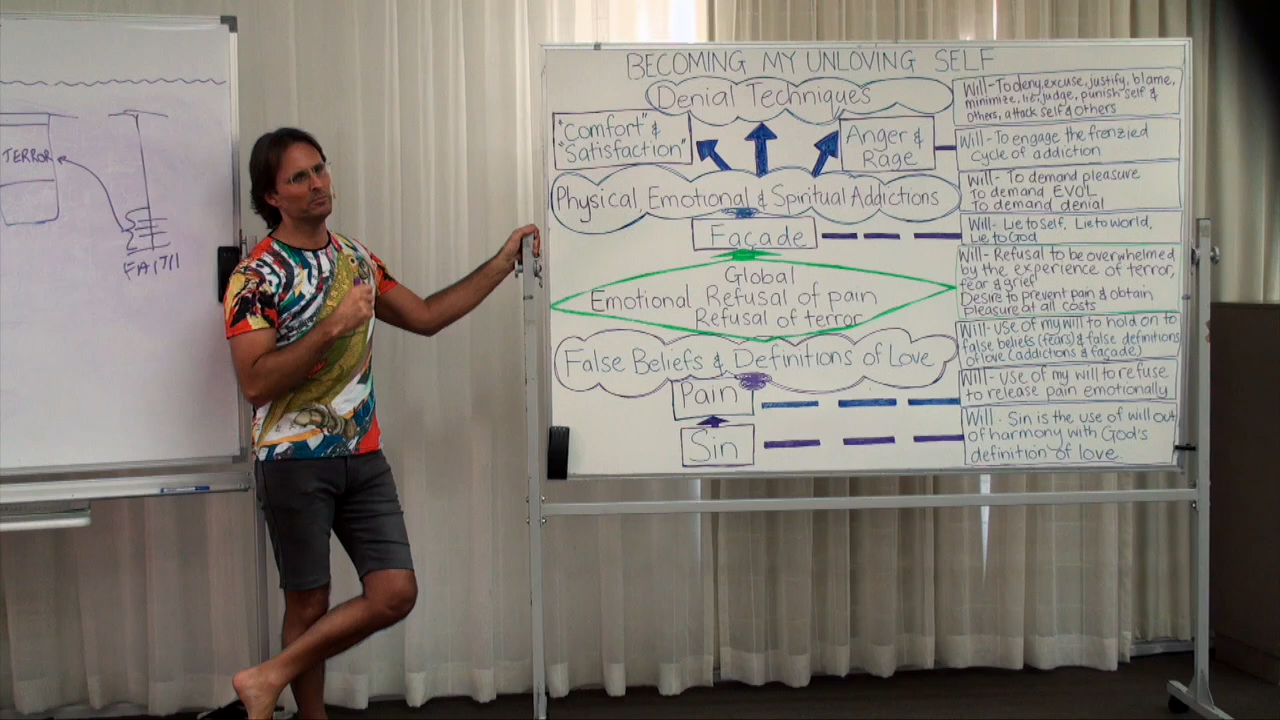 TERROR
FAITH
BECOMING MY UNLOVING SELF
Denial Techniques
"Comfort" &
"Satisfaction"
Anger &
Rage
Physical, Emotional & Spiritual Addictions
Façade
Global
Emotional Refusal of pain
Refusal of terror
False Beliefs & Definitions of Love
Pain
Sin
Will - To deny, excuse, justify, blame,
minimize, lie, judge, punish self &
others, attack self & others
Will - To engage the frenzied
cycle of addiction
Will - To demand pleasure
To demand EVOL
To demand denial
Will - Lie to self, Lie to world,
Lie to God
Will - Refusal to be overwhelmed
by the experience of terror,
fear & grief
Desire to prevent pain & obtain
pleasure at all costs
Will - use of my will to hold on to
false beliefs (fears) & false definitions
of love (addictions & façade)
Will - use of my will to refuse
to release pain emotionally
Will - Sin is the use of will out
of harmony with God's
definition of love.